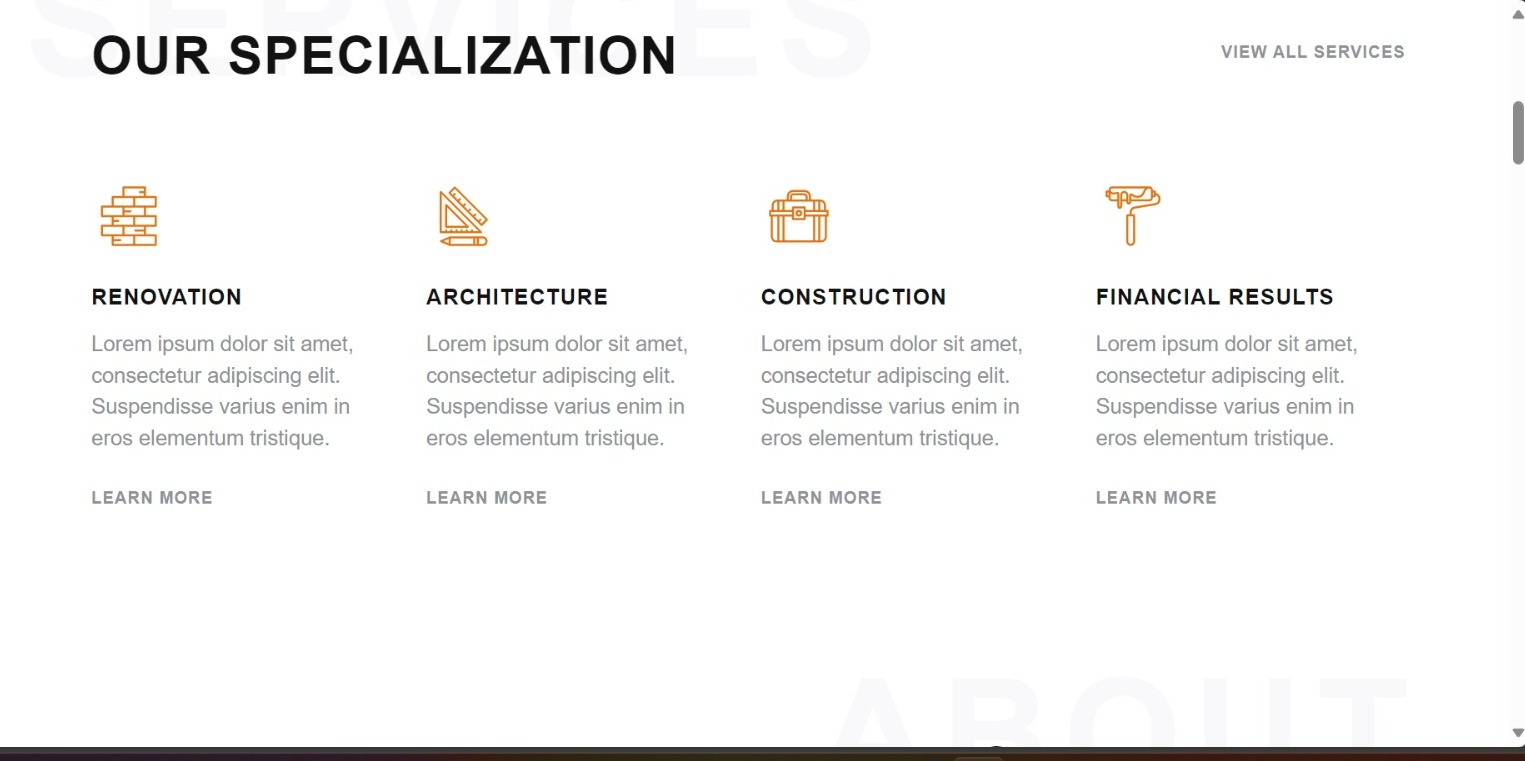 SERVICES
OUR SPECIALIZATION
VIEW ALL SERVICES
RENOVATION
Lorem ipsum dolor sit amet,
consectetur adipiscing elit.
Suspendisse varius enim in
eros elementum tristique.
LEARN MORE
ARCHITECTURE
Lorem ipsum dolor sit amet,
consectetur adipiscing elit.
Suspendisse varius enim in
eros elementum tristique.
LEARN MORE
CONSTRUCTION
Lorem ipsum dolor sit amet,
consectetur adipiscing elit.
Suspendisse varius enim in
eros elementum tristique.
LEARN MORE
FINANCIAL RESULTS
Lorem ipsum dolor sit amet,
consectetur adipiscing elit.
Suspendisse varius enim in
eros elementum tristique.
LEARN MORE
ABOUT